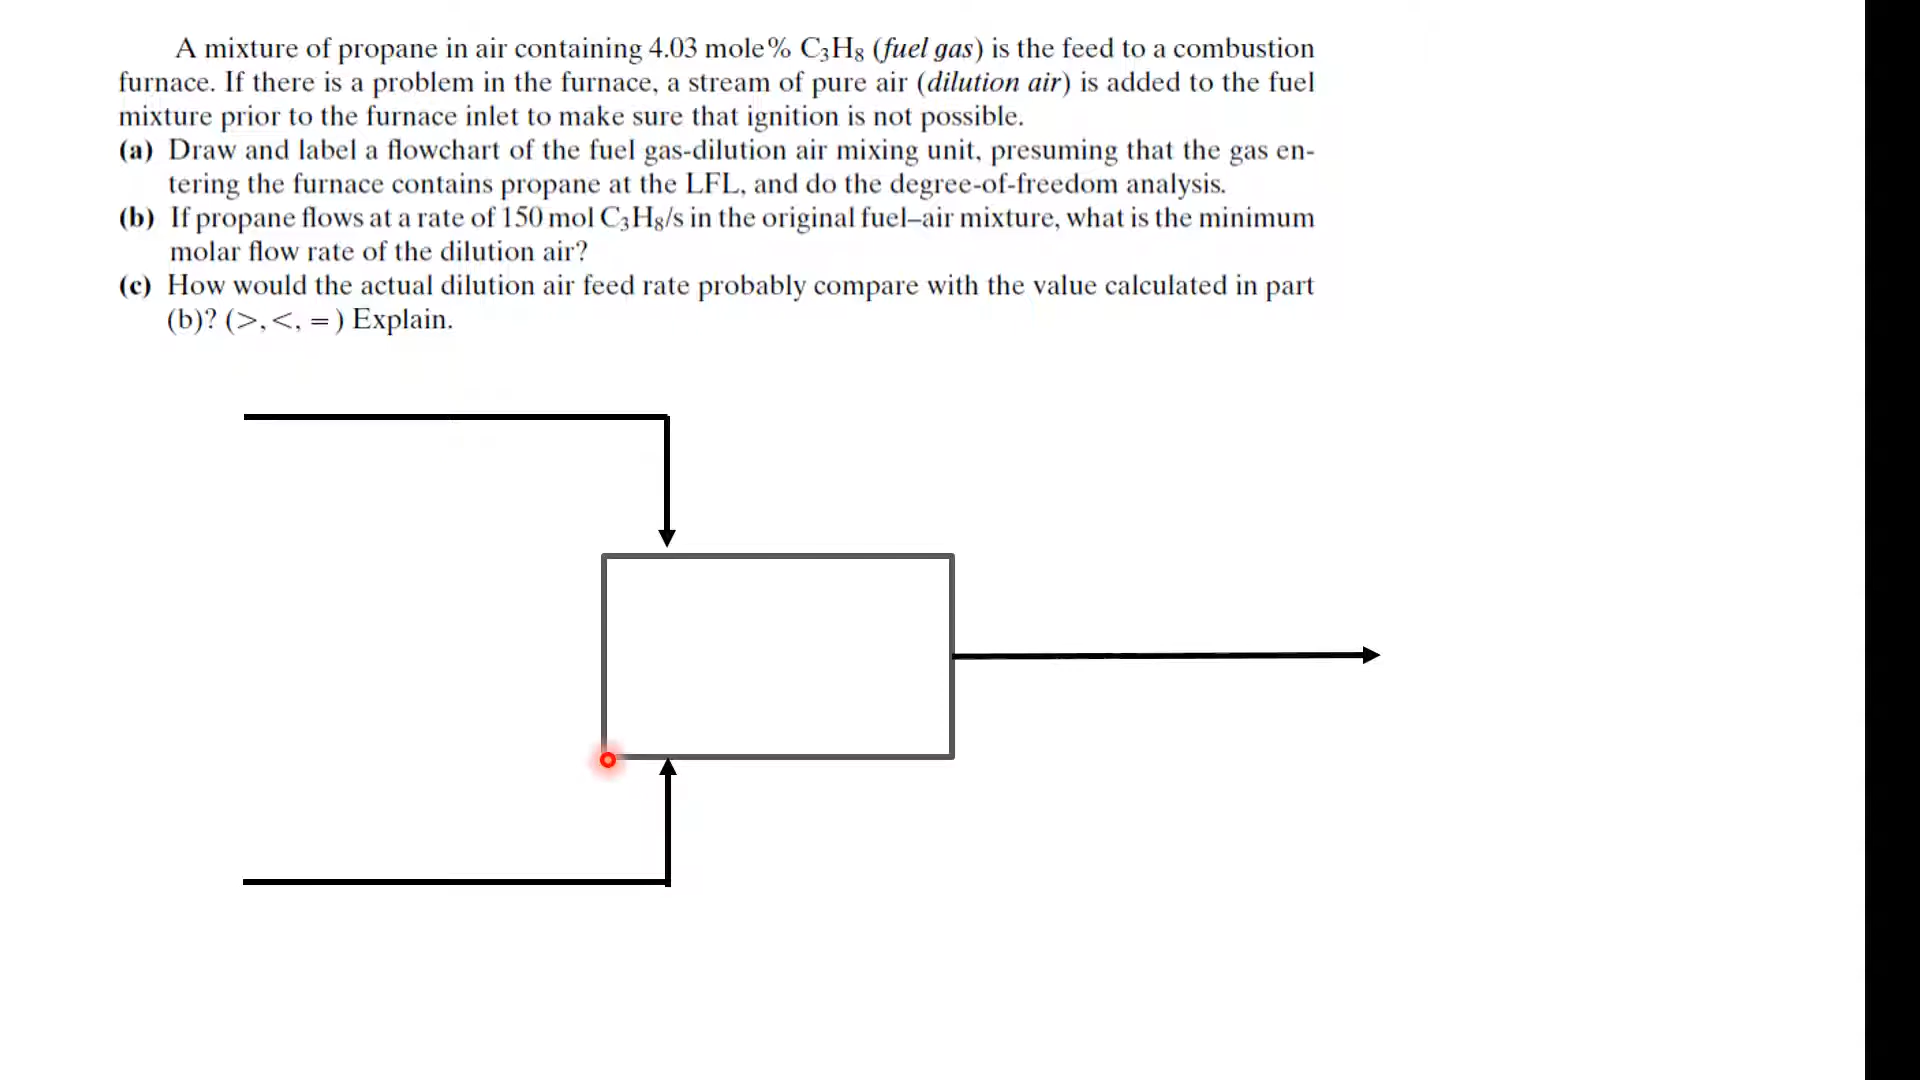 A mixture of propane in air containing 4.03 mole% C₃H₈ (fuel gas) is the feed to a combustion
furnace. If there is a problem in the furnace, a stream of pure air (dilution air) is added to the fuel
mixture prior to the furnace inlet to make sure that ignition is not possible.
(a) Draw and label a flowchart of the fuel gas-dilution air mixing unit, presuming that the gas en-
tering the furnace contains propane at the LFL, and do the degree-of-freedom analysis.
(b) If propane flows at a rate of 150 mol C₃H₈/s in the original fuel–air mixture, what is the minimum
molar flow rate of the dilution air?
(c) How would the actual dilution air feed rate probably compare with the value calculated in part
(b)? (>, <, =) Explain.